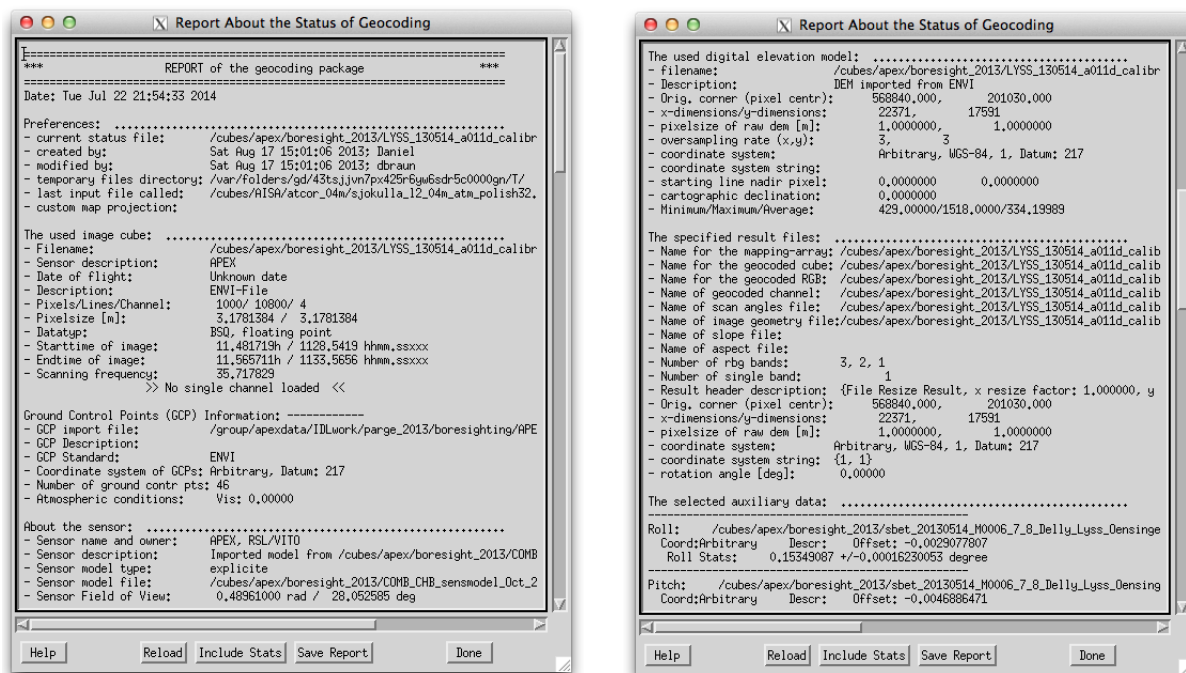 Report About the Status of Geocoding
================================================================
*** REPORT of the geocoding package ***
================================================================
Date: Tue Jul 22 21:54:33 2014
Preferences: ....................................................
- current status file: /cubes/apex/boresight_2013/LYSS_130514_a011d_calibr
- created by: Sat Aug 17 15:01:06 2013; Daniel
- modified by: Sat Aug 17 15:01:06 2013; dbraun
- temporary files directory: /var/folders/gd/43tsjjvn7px425r6yw6sdr5c0000gn/T/
- last input file called: /cubes/AISA/atcor_04m/sjokulla_l2_04m_atm_polish32.
- custom map projection:
The used image cube: .............................................
- Filename: /cubes/apex/boresight_2013/LYSS_130514_a011d_calibr
- Sensor description: APEX
- Date of flight: Unknown date
- Description: ENVI-File
- Pixels/Lines/Channel: 1000/ 10800/ 4
- Pixelsize [m]: 3.1781384 / 3.1781384
- Datatyp: BSQ, floating point
- Starttime of image: 11.481719h / 1128.5419 hhmm.ssxxx
- Endtime of image: 11.565711h / 1133.5656 hhmm.ssxxx
- Scanning frequency: 35.717829
>> No single channel loaded <<
Ground Control Points (GCP) Information: ------------
- GCP import file: /group/apexdata/IDLwork/parge_2013/boresighting/APE
- GCP Description:
- GCP Standard: ENVI
- Coordinate system of GCPs: Arbitrary, Datum: 217
- Number of ground contr pts: 46
- Atmospheric conditions: Vis: 0.00000
About the sensor: ................................................
- Sensor name and owner: APEX, RSL/VITO
- Sensor description: Imported model from /cubes/apex/boresight_2013/COMB
- Sensor model type: explicite
- Sensor model file: /cubes/apex/boresight_2013/COMB_CHB_sensmodel_Oct_2
- Sensor Field of View: 0.48961000 rad / 28.052585 deg
Help Reload Include Stats Save Report Done
Report About the Status of Geocoding
The used digital elevation model: .......................................
- filename: /cubes/apex/boresight_2013/LYSS_130514_a011d_calibr
- Description: DEM imported from ENVI
- Orig. corner (pixel centr): 568840.000, 201030.000
- x-dimensions/y-dimensions: 22371, 17591
- pixelsize of raw dem [m]: 1.0000000, 1.0000000
- oversampling rate (x,y): 3, 3
- coordinate system: Arbitrary, WGS-84, 1, Datum: 217
- coordinate system string:
- starting line nadir pixel: 0.0000000 0.0000000
- cartographic declination: 0.0000000
- Minimum/Maximum/Average: 429.00000/1518.0000/334.19989
The specified result files: .......................................
- Name for the mapping-array: /cubes/apex/boresight_2013/LYSS_130514_a011d_calib
- Name for the geocoded cube: /cubes/apex/boresight_2013/LYSS_130514_a011d_calib
- Name for the geocoded RGB: /cubes/apex/boresight_2013/LYSS_130514_a011d_calib
- Name of geocoded channel: /cubes/apex/boresight_2013/LYSS_130514_a011d_calib
- Name of scan angles file: /cubes/apex/boresight_2013/LYSS_130514_a011d_calib
- Name of image geometry file:/cubes/apex/boresight_2013/LYSS_130514_a011d_calib
- Name of slope file:
- Name of aspect file:
- Number of rbg bands: 3, 2, 1
- Number of single band: 1
- Result header description: {File Resize Result, x resize factor: 1.000000, y
- Orig. corner (pixel centr): 568840.000, 201030.000
- x-dimensions/y-dimensions: 22371, 17591
- pixelsize of raw dem [m]: 1.0000000, 1.0000000
- coordinate system: Arbitrary, WGS-84, 1, Datum: 217
- coordinate system string: {1, 1}
- rotation angle [deg]: 0.00000
The selected auxiliary data: .......................................
------------------------------------------------
Roll: /cubes/apex/boresight_2013/sbet_20130514_M0006_7_8_Delly_Lyss_Oensinge
Coord:Arbitrary Descr: Offset: -0.0029077807
Roll Stats: 0.15349087 +/-0.00016230053 degree
------------------------------------------------
Pitch: /cubes/apex/boresight_2013/sbet_20130514_M0006_7_8_Delly_Lyss_Oensing
Coord:Arbitrary Descr: Offset: -0.0046886471
Help Reload Include Stats Save Report Done